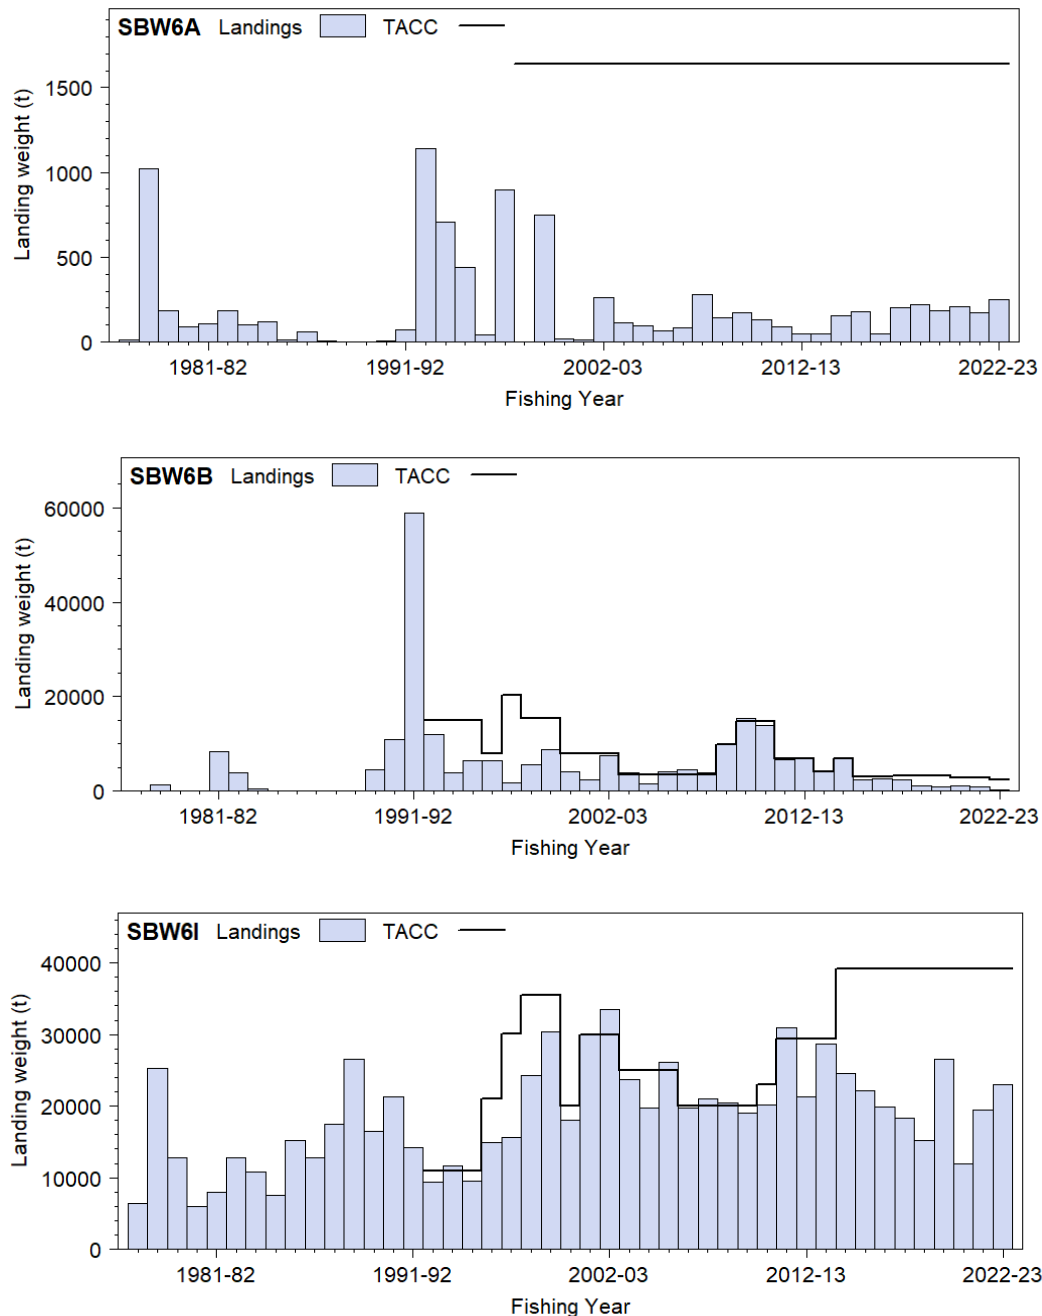 SBW6A Landings TACC
1500
1000
500
0
Landing weight (t)
1981-82 1991-92 2002-03 2012-13 2022-23
Fishing Year
SBW6B Landings TACC
60000
40000
20000
0
Landing weight (t)
1981-82 1991-92 2002-03 2012-13 2022-23
Fishing Year
SBW6I Landings TACC
40000
30000
20000
10000
0
Landing weight (t)
1981-82 1991-92 2002-03 2012-13 2022-23
Fishing Year